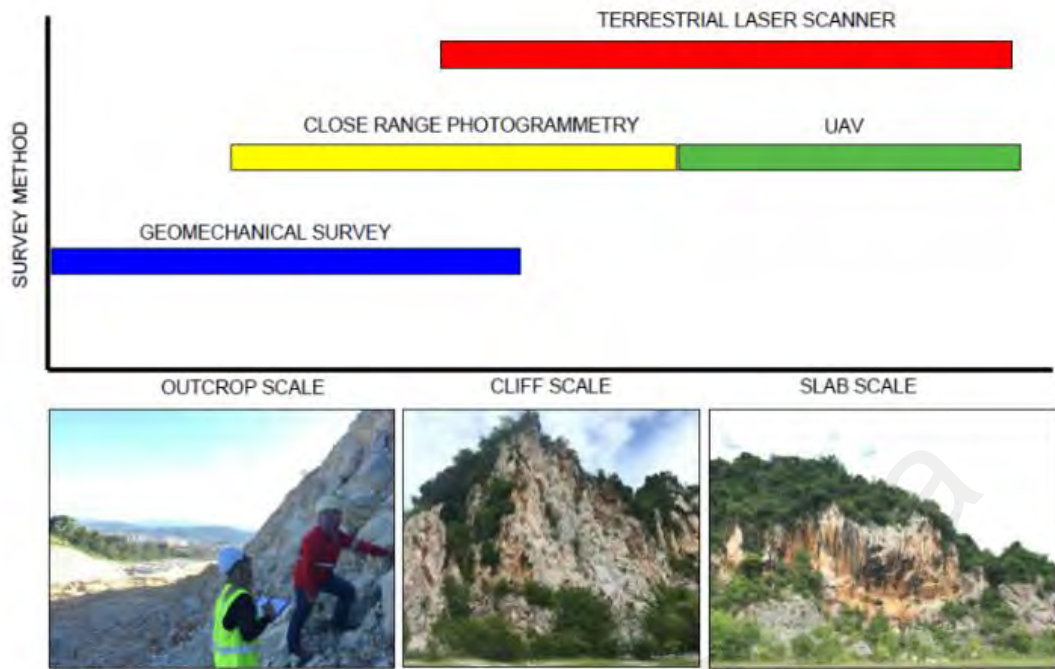 TERRESTRIAL LASER SCANNER
CLOSE RANGE PHOTOGRAMMETRY
UAV
GEOMECHANICAL SURVEY
SURVEY METHOD
OUTCROP SCALE
CLIFF SCALE
SLAB SCALE
a